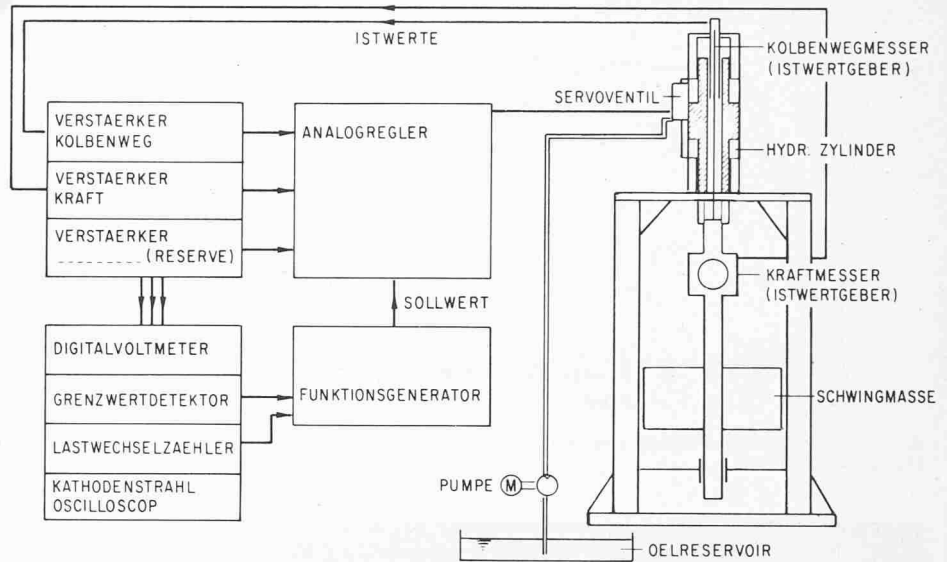 ISTWERTE
KOLBENWEGMESSER
(ISTWERTGEBER)
SERVOVENTIL
VERSTAERKER
KOLBENWEG
ANALOGREGLER
HYDR. ZYLINDER
VERSTAERKER
KRAFT
VERSTAERKER
_________(RESERVE)
KRAFTMESSER
(ISTWERTGEBER)
SOLLWERT
DIGITALVOLTMETER
GRENZWERTDETEKTOR
FUNKTIONSGENERATOR
SCHWINGMASSE
LASTWECHSELZAEHLER
KATHODENSTRAHL
OSCILLOSCOP
PUMPE M
OELRESERVOIR